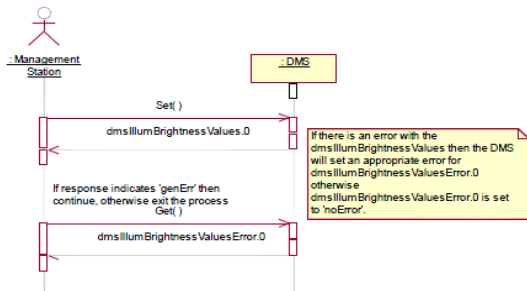 : Management
Station
: DMS
Set( )
dmsIllumBrightnessValues.0
If there is an error with the
dmsIllumBrightnessValues then the DMS
will set an appropriate error for
dmsIllumBrightnessValuesError.0
otherwise
dmsIllumBrightnessValuesError.0 is set
to 'noError'.
If response indicates 'genErr' then
continue, otherwise exit the process
Get( )
dmsIllumBrightnessValuesError.0